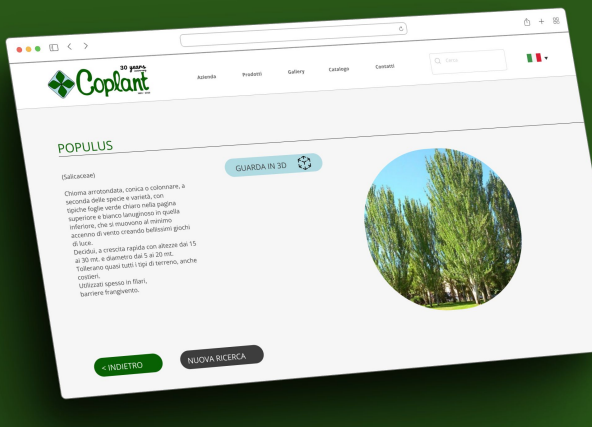 30 years
Coplant
Azienda
Prodotti
Gallery
Catalogo
Contatti
Cerca
POPULUS
(Salicaceae)
GUARDA IN 3D
Chioma arrotondata, conica o colonnare, a
seconda delle specie e varietà, con
tipiche foglie verde chiaro nella pagina
superiore e bianco lanuginoso in quella
inferiore, che si muovono al minimo
accenno di vento creando bellissimi giochi
di luce.
Decidui, a crescita rapida con altezze dai 15
ai 30 mt. e diametro dai 5 ai 20 mt.
Tollerano quasi tutti i tipi di terreno, anche
costieri.
Utilizzati spesso in filari,
barriere frangivento.
< INDIETRO
NUOVA RICERCA